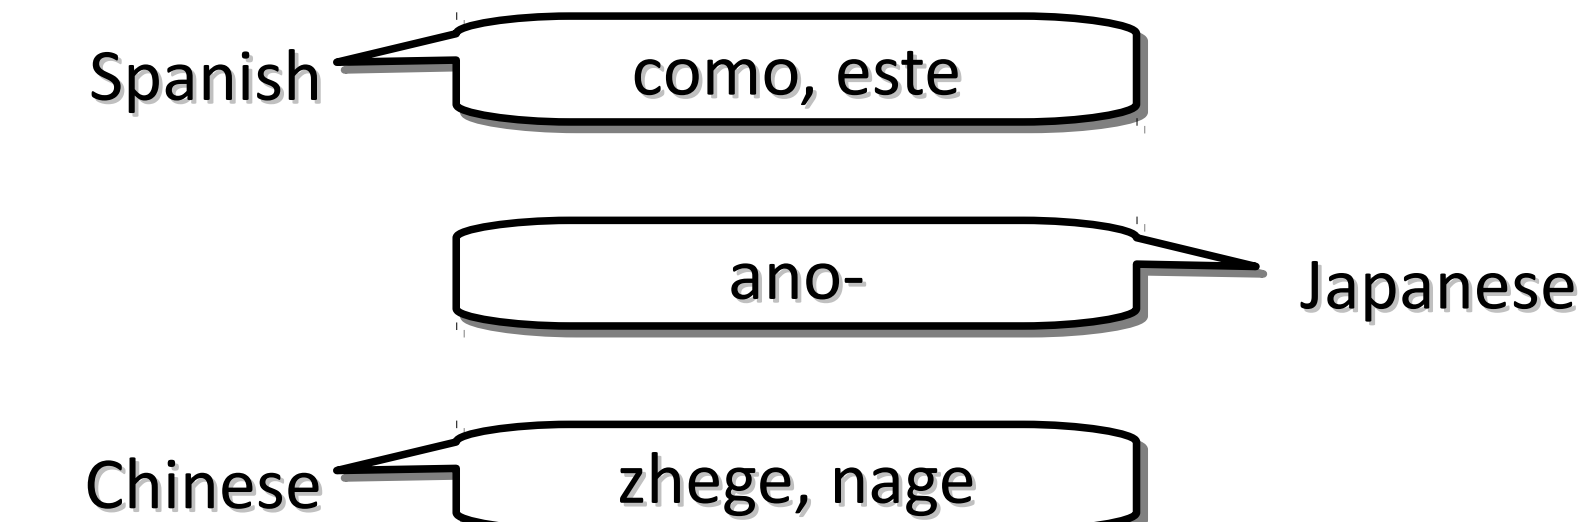 Spanish
como, este
ano-
Japanese
Chinese
zhege, nage